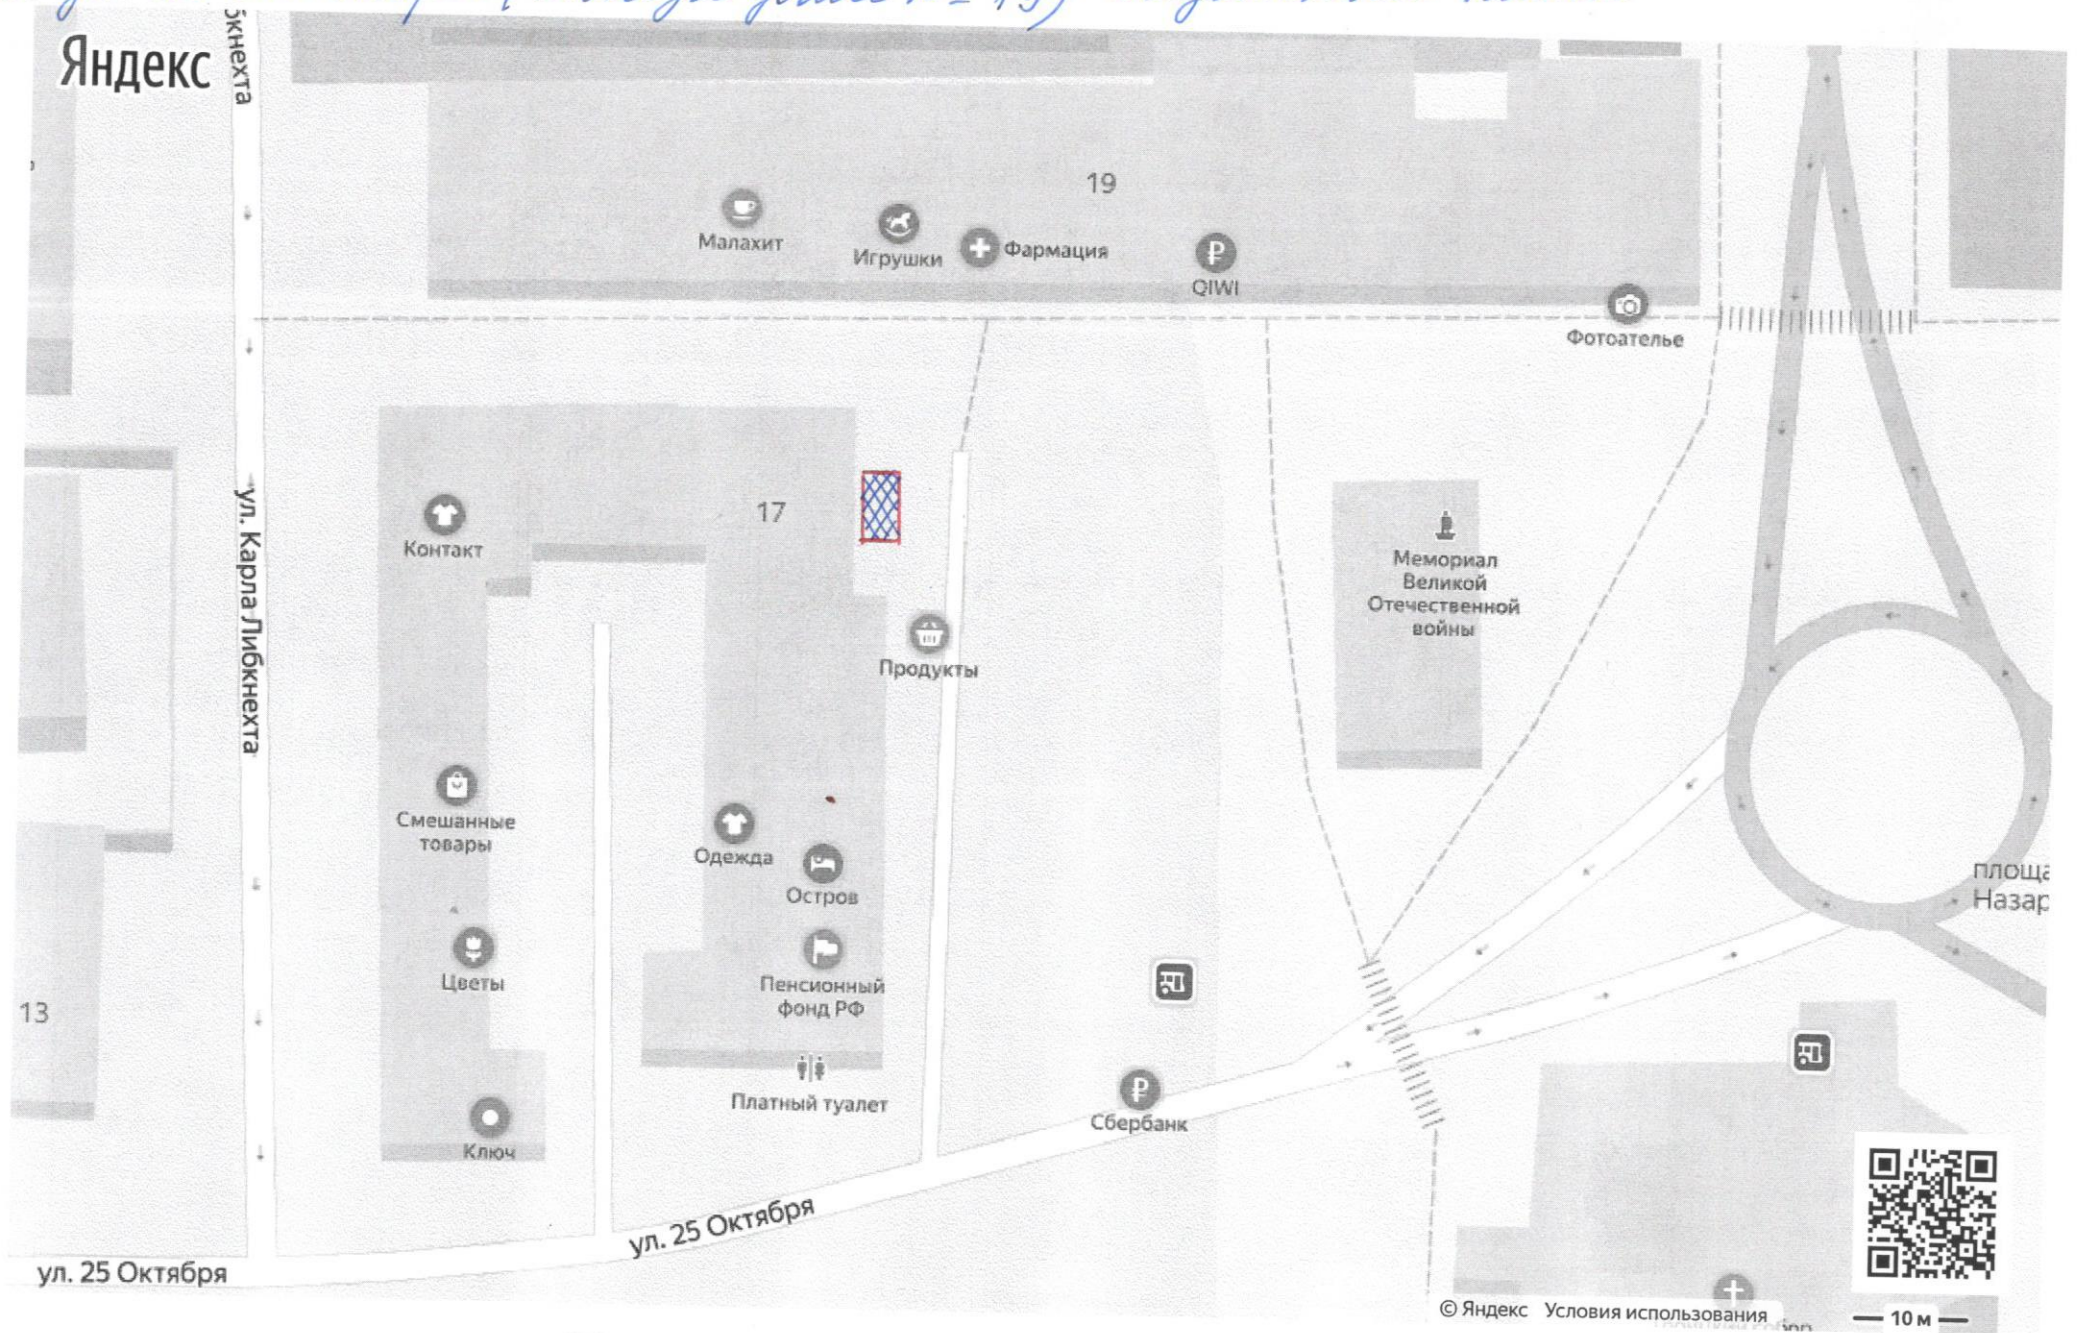 Яндекс
19
Малахит
Игрушки
Фармация
QIWI
Фотоателье
17
Контакт
ул. Карла Либкнехта
Мемориал
Великой
Отечественной
войны
Продукты
Смешанные
товары
Одежда
Остров
площа
Назар
Цветы
Пенсионный
фонд РФ
13
Платный туалет
Сбербанк
Ключ
ул. 25 Октября
ул. 25 Октября
© Яндекс Условия использования
10 м